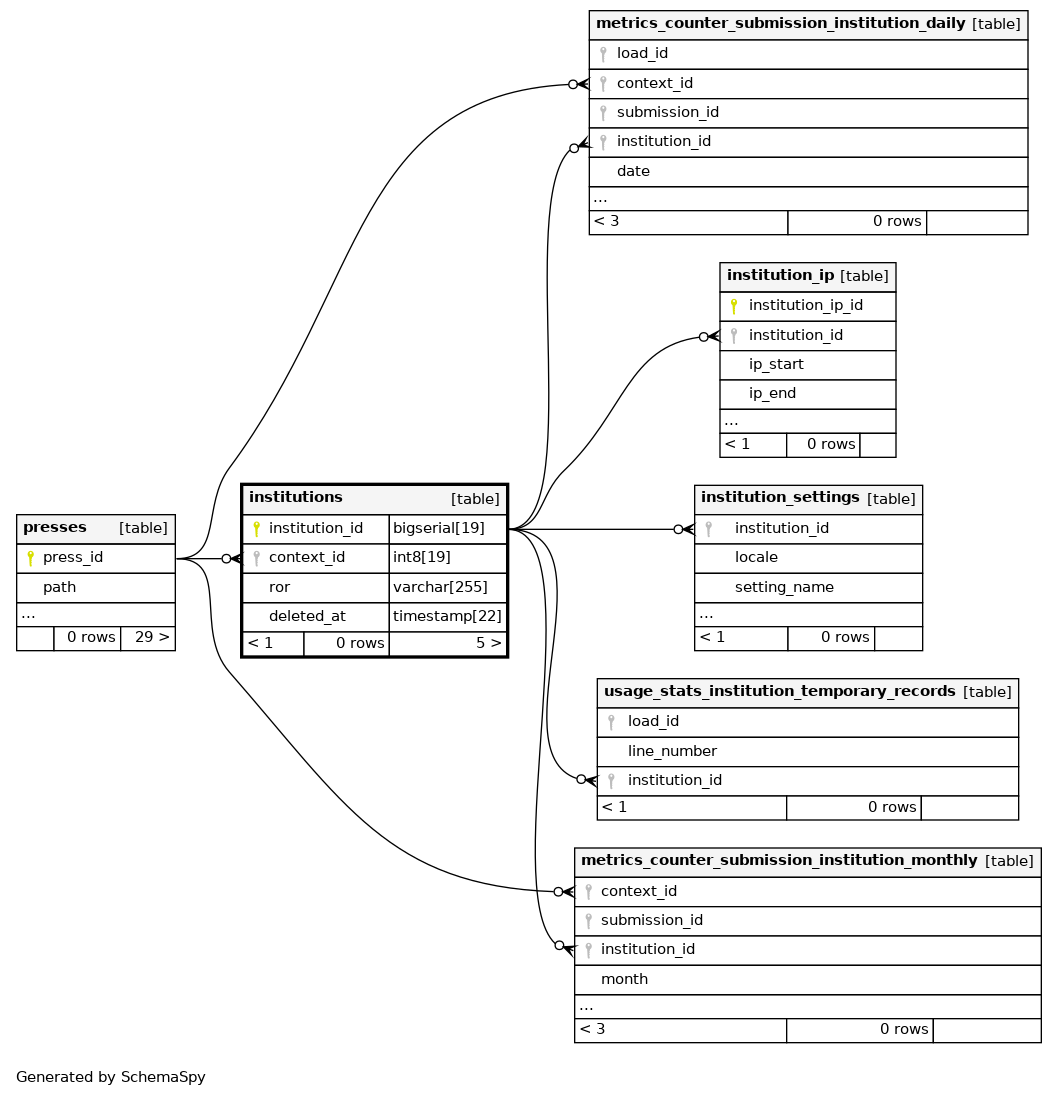 metrics_counter_submission_institution_daily [table]
load_id
context_id
submission_id
institution_id
date
...
< 3 0 rows
institution_ip [table]
institution_ip_id
institution_id
ip_start
ip_end
...
< 1 0 rows
presses [table]
press_id
path
...
0 rows 29 >
institutions [table]
institution_id bigserial[19]
context_id int8[19]
ror varchar[255]
deleted_at timestamp[22]
< 1 0 rows 5 >
institution_settings [table]
institution_id
locale
setting_name
...
< 1 0 rows
usage_stats_institution_temporary_records [table]
load_id
line_number
institution_id
< 1 0 rows
metrics_counter_submission_institution_monthly [table]
context_id
submission_id
institution_id
month
...
< 3 0 rows
Generated by SchemaSpy